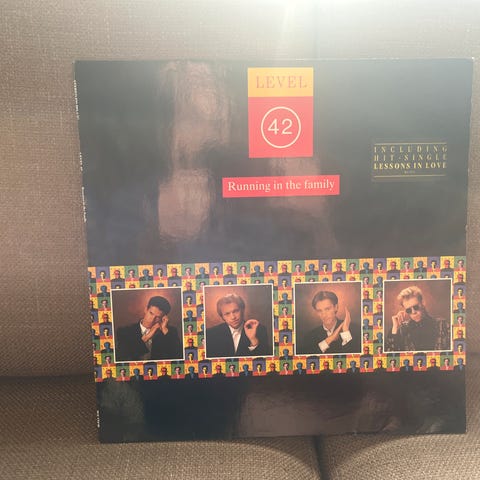 LEVEL
42
Running in the family
INCLUDING
HIT-SINGLE
LESSONS IN LOVE